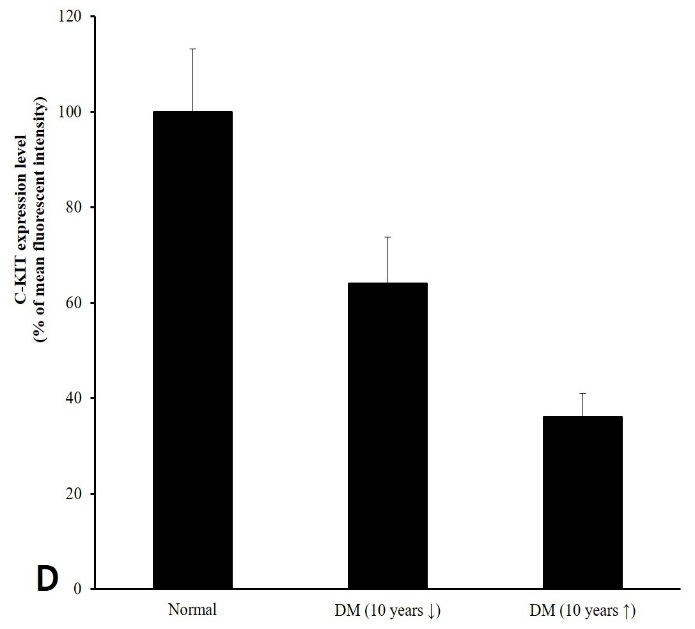 C-KIT expression level
(% of mean fluorescent intensity)
120
100
80
60
40
20
0
D
Normal
DM (10 years ↓)
DM (10 years ↑)